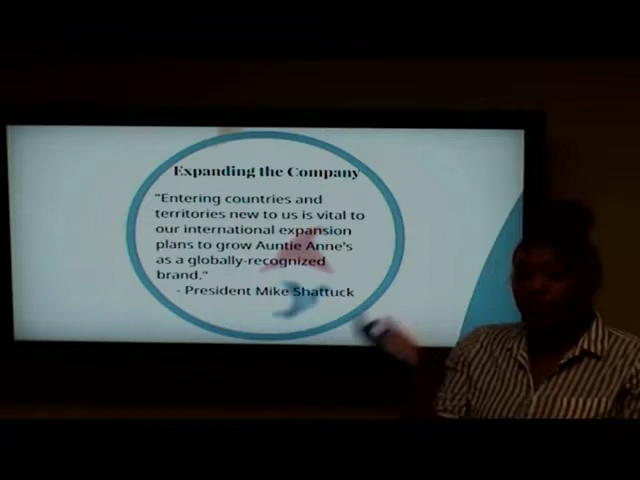 Expanding the Company
"Entering countries and
territories new to us is vital to
our international expansion
plans to grow Auntie Anne's
as a globally-recognized
brand."
- President Mike Shattuck